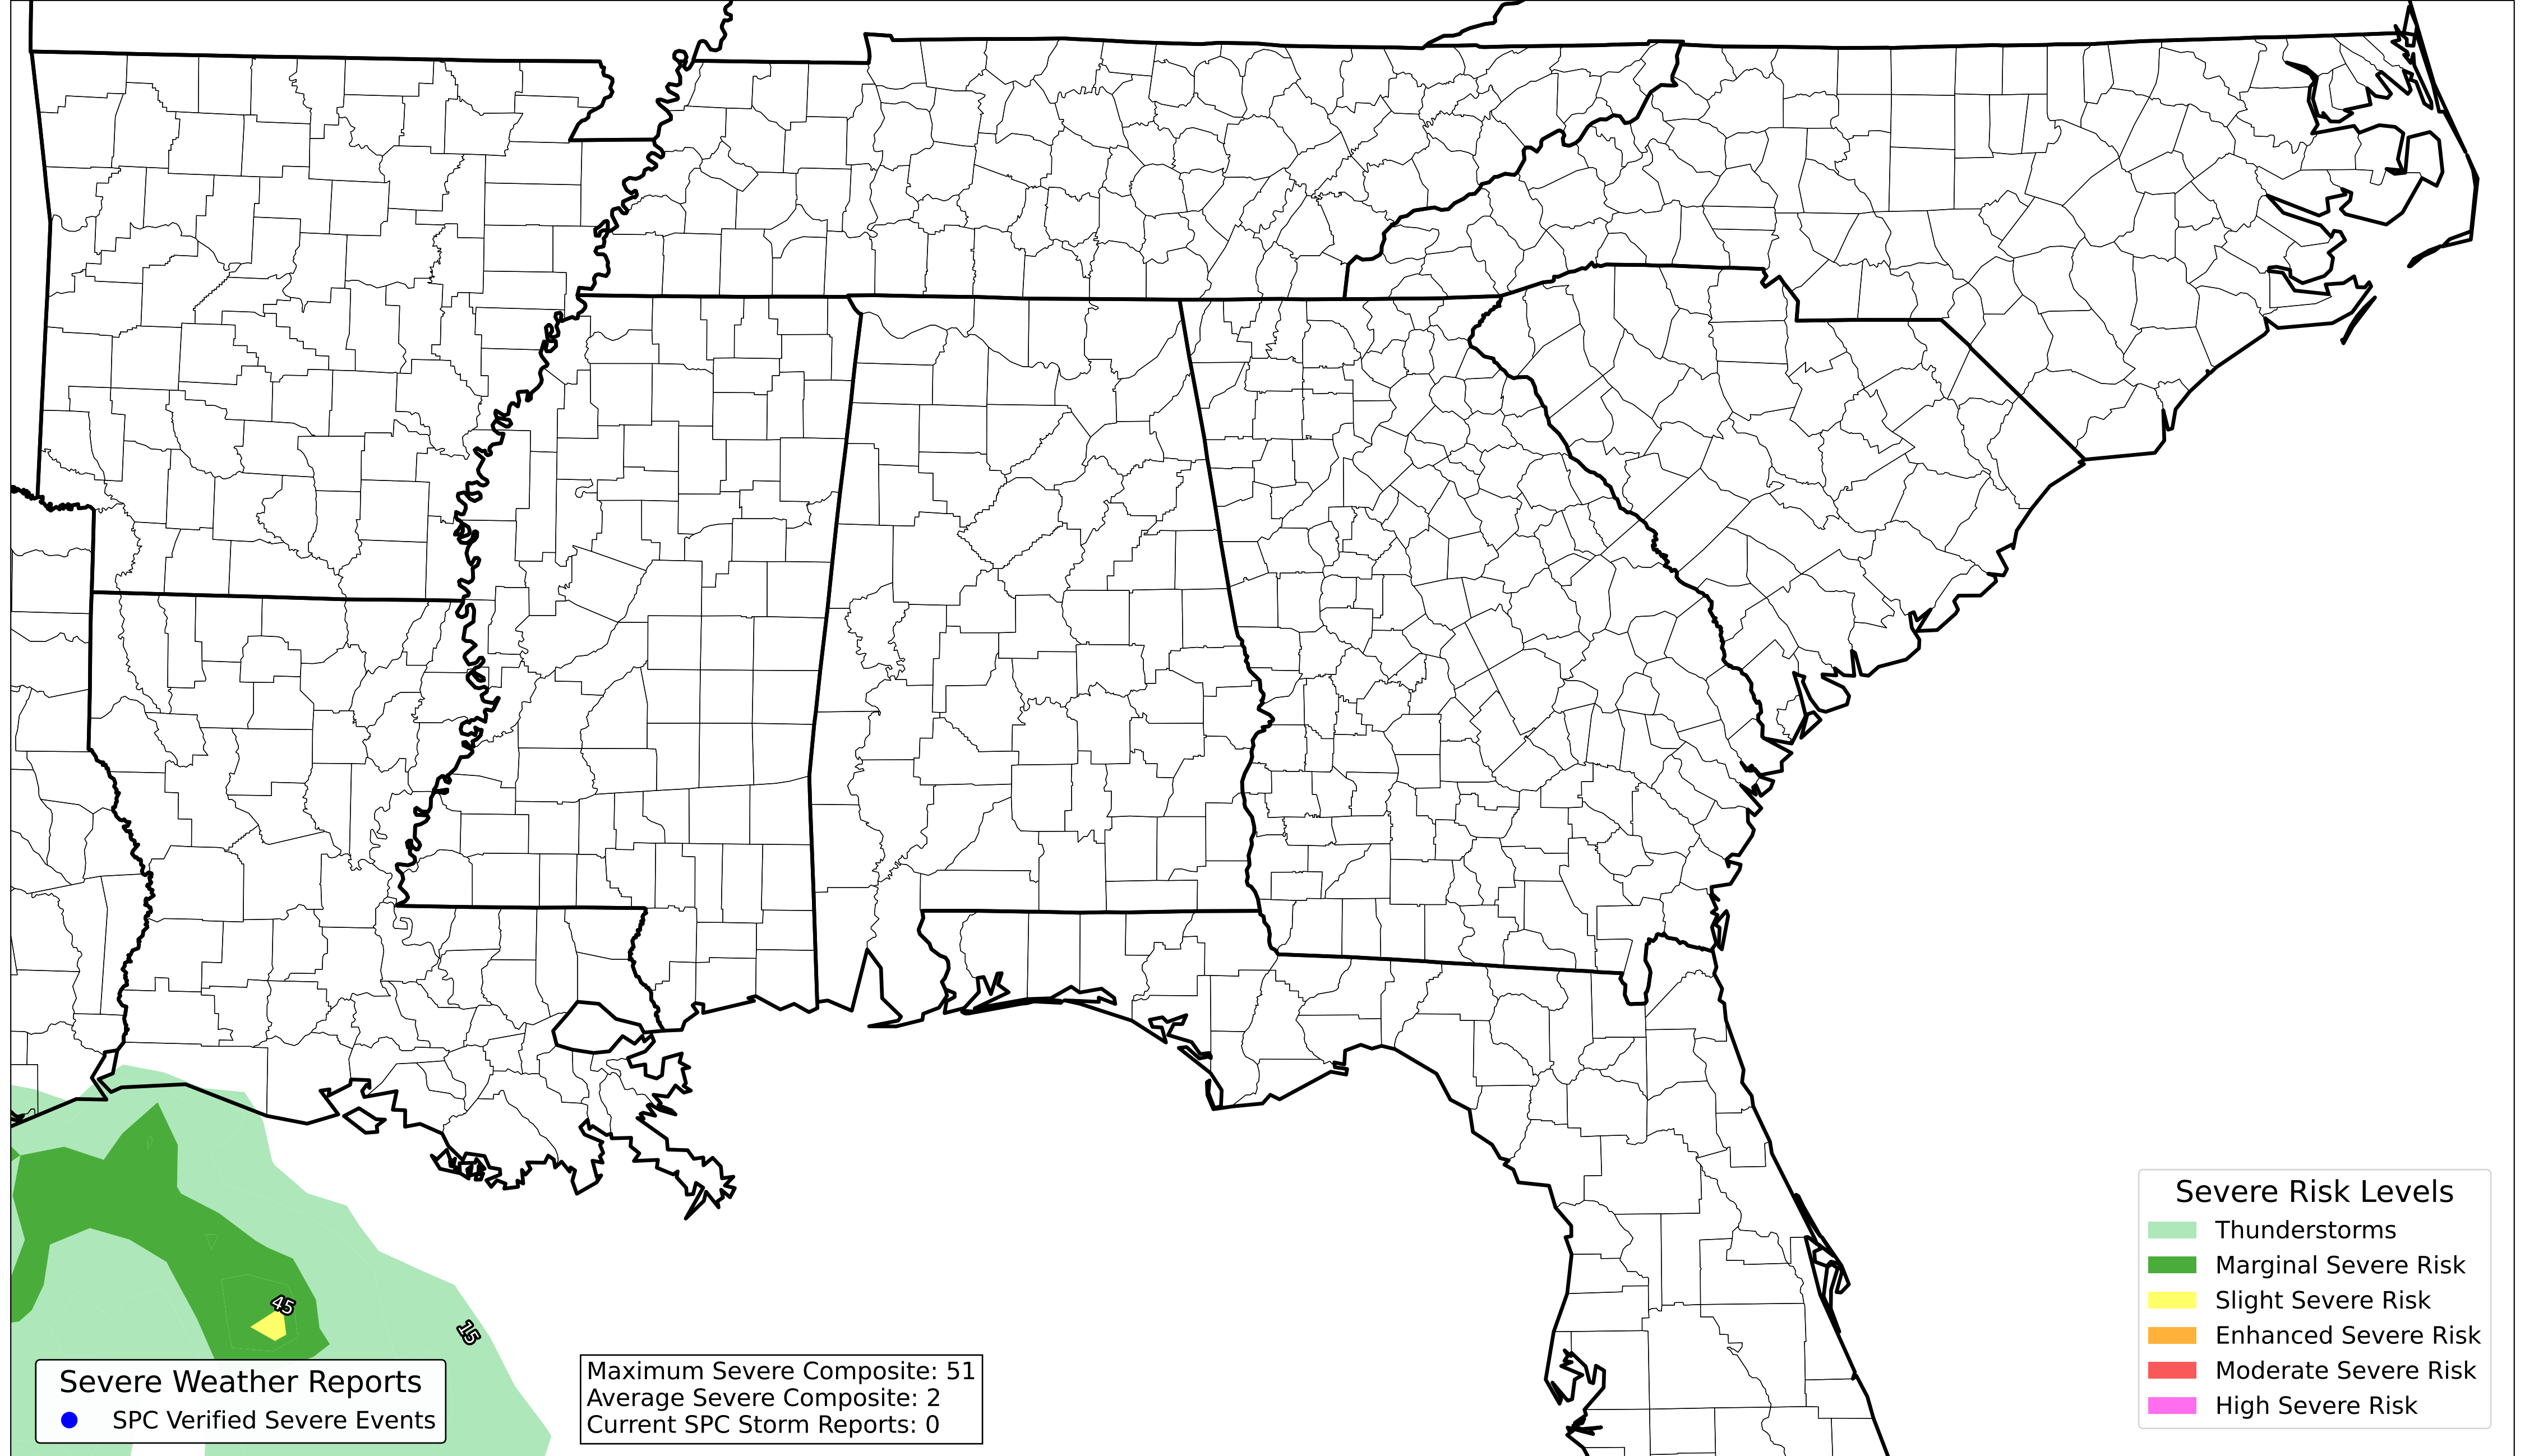 45
15
Severe Weather Reports
SPC Verified Severe Events
Maximum Severe Composite: 51
Average Severe Composite: 2
Current SPC Storm Reports: 0
Severe Risk Levels
Thunderstorms
Marginal Severe Risk
Slight Severe Risk
Enhanced Severe Risk
Moderate Severe Risk
High Severe Risk